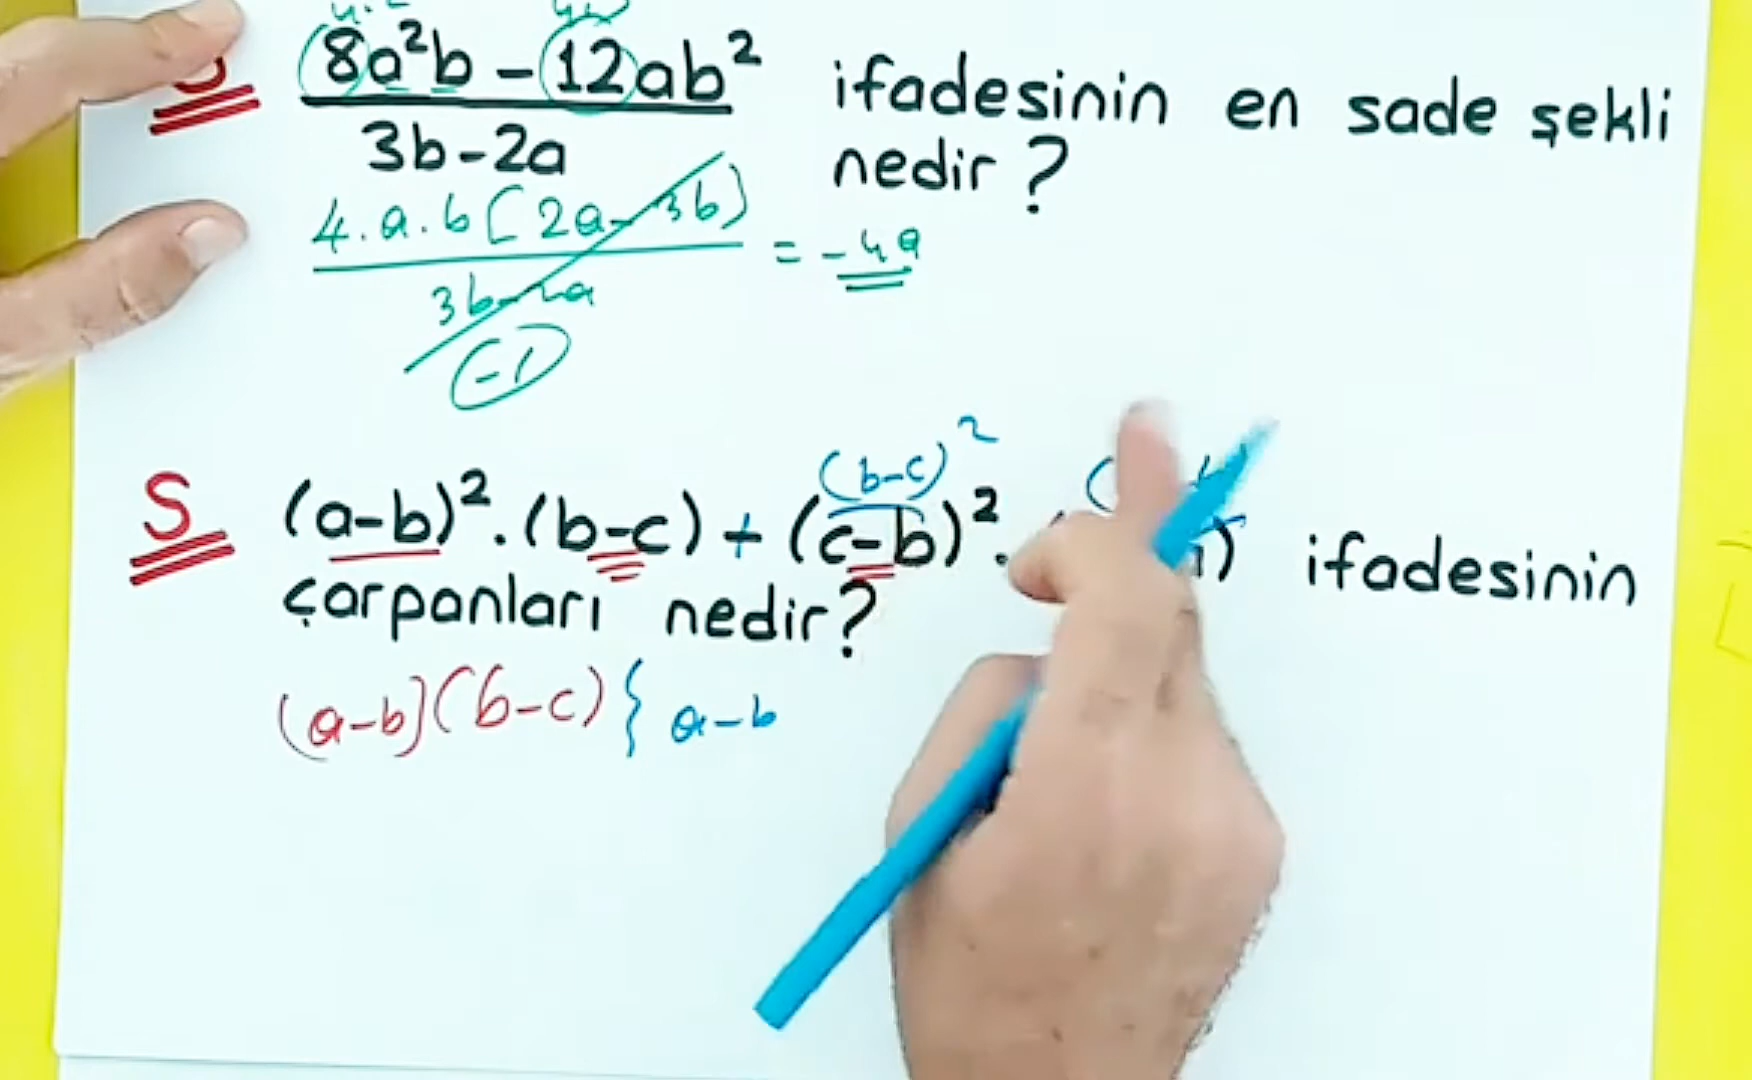 8a²b - 12ab² ifadesinin en sade şekli
3b-2a nedir?
4.a.b(2a-3b)
3b-2a
(-1)
= -4a
(b-c)²
S (a-b)².(b-c) + (c-b)². ifadesinin
çarpanları nedir?
(a-b)(b-c){ a-b